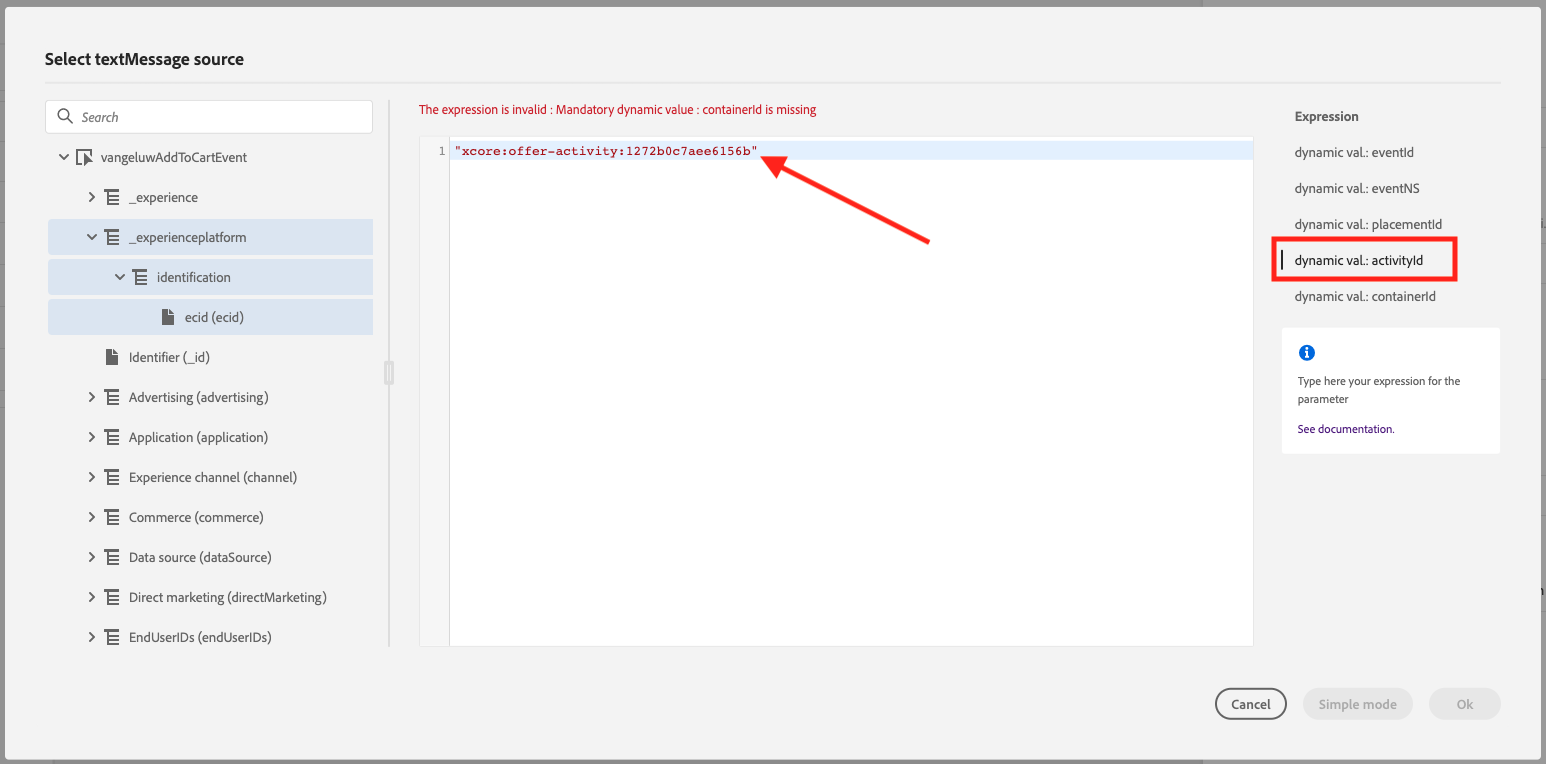 Select textMessage source
Search
vangeluwAddToCartEvent
_experience
_experienceplatform
identification
ecid (ecid)
Identifier (_id)
Advertising (advertising)
Application (application)
Experience channel (channel)
Commerce (commerce)
Data source (dataSource)
Direct marketing (directMarketing)
EndUserIDs (endUserIDs)
The expression is invalid : Mandatory dynamic value : containerId is missing
1 "xcore:offer-activity:1272b0c7aee6156b"
Expression
dynamic val.: eventId
dynamic val.: eventNS
dynamic val.: placementId
dynamic val.: activityId
dynamic val.: containerId
Type here your expression for the
parameter
See documentation.
Cancel
Simple mode
Ok